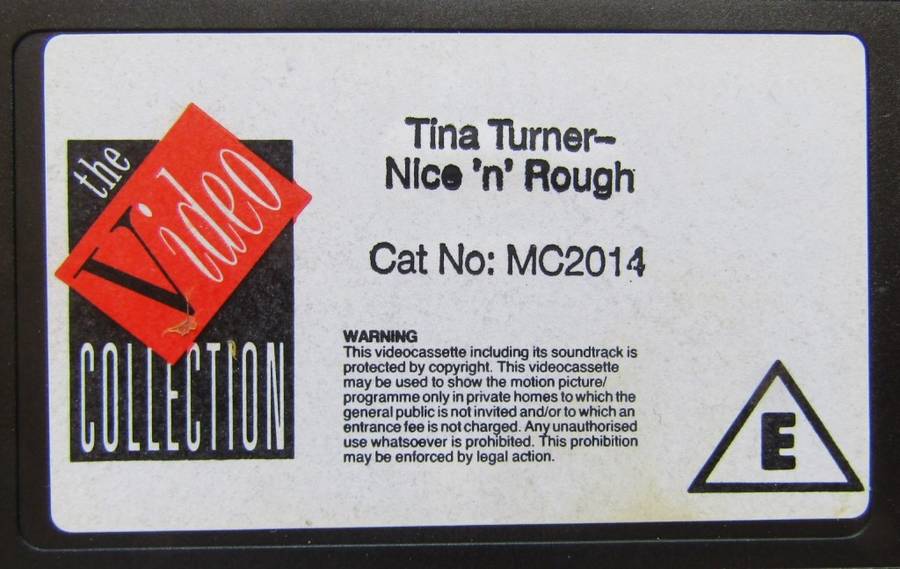 the
Video
COLLECTION
Tina Turner–
Nice 'n' Rough
Cat No: MC2014
WARNING
This videocassette including its soundtrack is
protected by copyright. This videocassette
may be used to show the motion picture/
programme only in private homes to which the
general public is not invited and/or to which an
entrance fee is not charged. Any unauthorised
use whatsoever is prohibited. This prohibition
may be enforced by legal action.
E